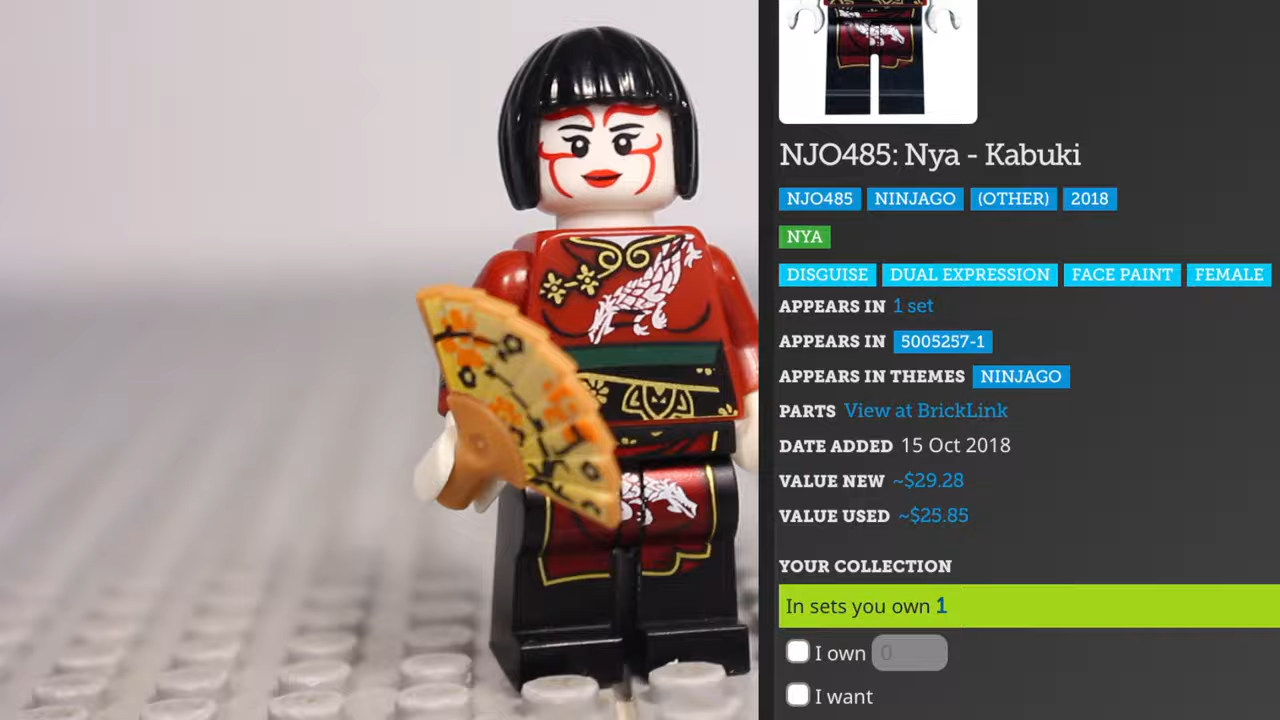 NJO485: Nya - Kabuki
NJO485 NINJAGO (OTHER) 2018
NYA
DISGUISE DUAL EXPRESSION FACE PAINT FEMALE
APPEARS IN 1 set
APPEARS IN 5005257-1
APPEARS IN THEMES NINJAGO
PARTS View at BrickLink
DATE ADDED 15 Oct 2018
VALUE NEW ~$29.28
VALUE USED ~$25.85
YOUR COLLECTION
In sets you own 1
I own 0
I want